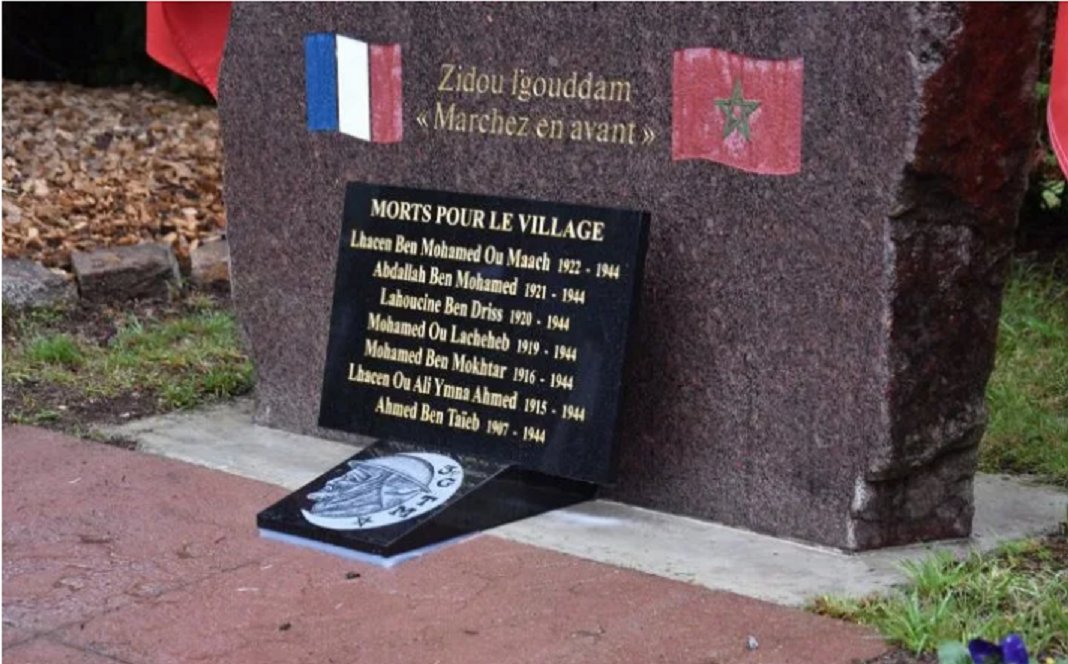 Zidou l'gouddam
« Marchez en avant »
MORTS POUR LE VILLAGE
Lhacen Ben Mohamed Ou Maach 1922 - 1944
Abdallah Ben Mohamed 1921 - 1944
Lahoucine Ben Driss 1920 - 1944
Mohamed Ou Lacheheb 1919 - 1944
Mohamed Ben Mokhtar 1916 - 1944
Lhacen Ou Ali Ymna Ahmed 1915 - 1944
Ahmed Ben Taïeb 1907 - 1944
GTM